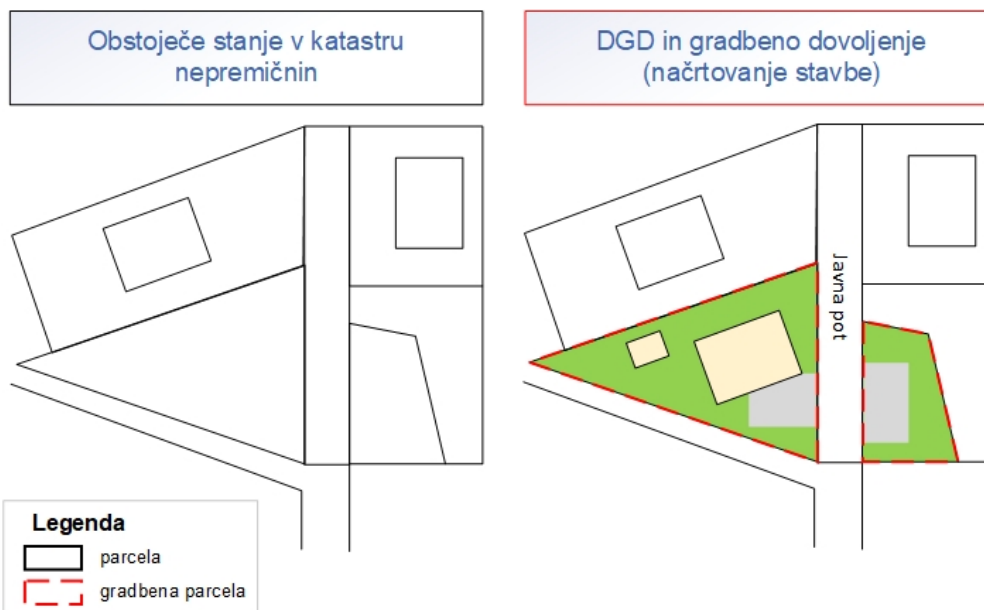 Obstoječe stanje v katastru
nepremičnin
DGD in gradbeno dovoljenje
(načrtovanje stavbe)
Javna pot
Legenda
parcela
gradbena parcela